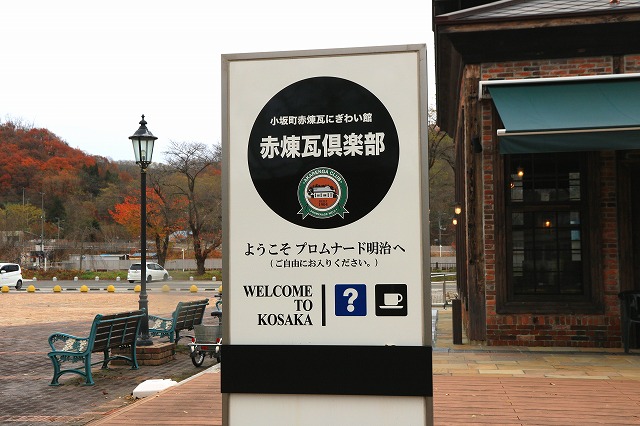 小坂町赤煉瓦にぎわい館
赤煉瓦倶楽部
AKARENGA CLUB
ようこそ プロムナード明治へ
(ご自由にお入りください。)
WELCOME
TO
KOSAKA
?